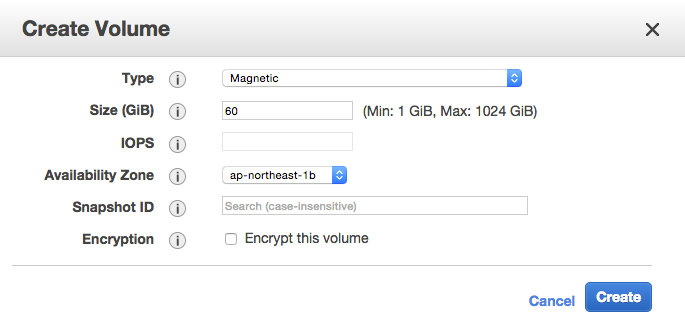 Create Volume
Type Magnetic
Size (GiB) 60 (Min: 1 GiB, Max: 1024 GiB)
IOPS
Availability Zone ap-northeast-1b
Snapshot ID Search (case-insensitive)
Encryption Encrypt this volume
Cancel Create